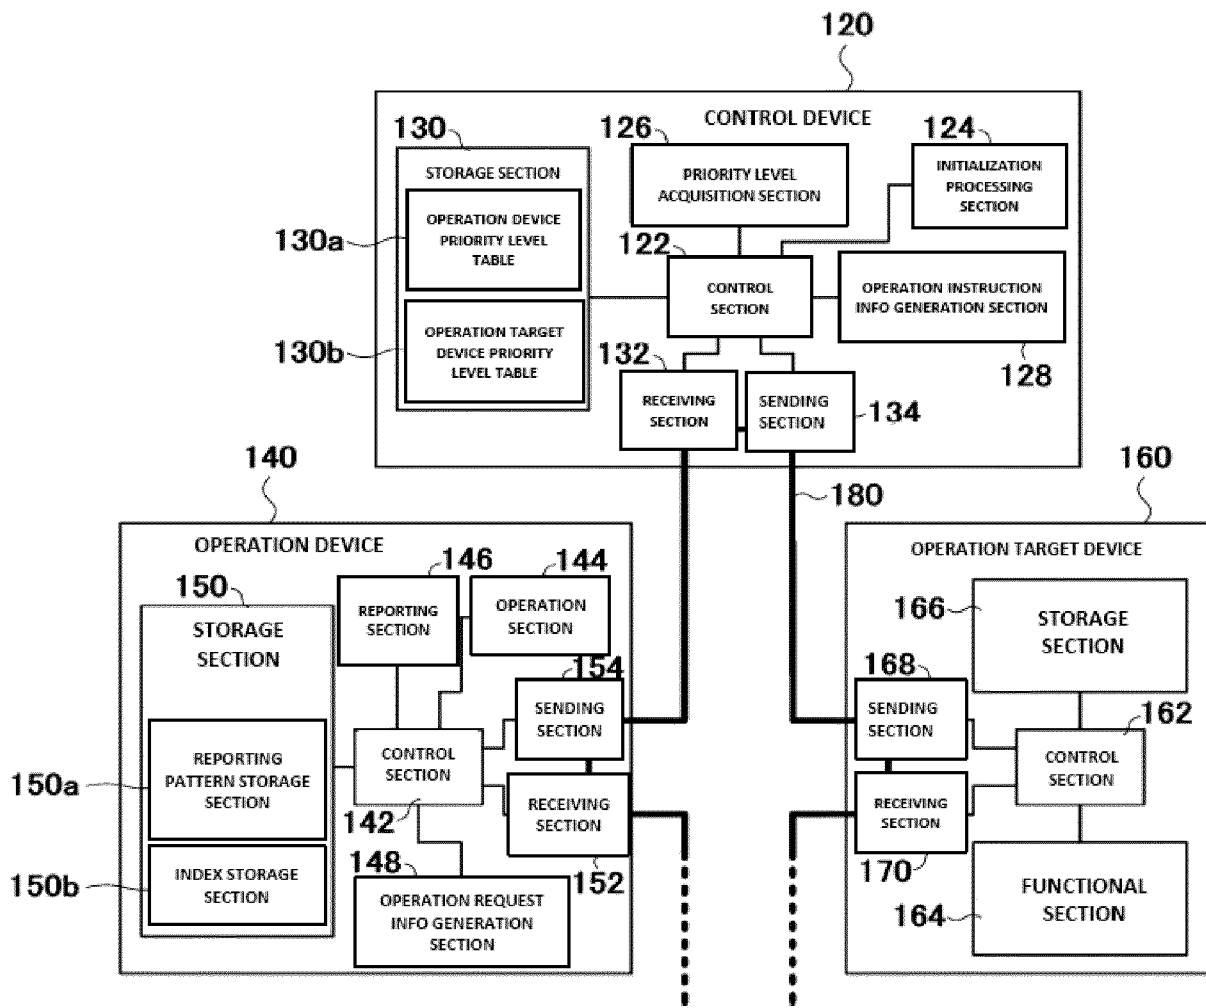 120
CONTROL DEVICE
130
STORAGE SECTION
130a
OPERATION DEVICE
PRIORITY LEVEL
TABLE
130b
OPERATION TARGET
DEVICE PRIORITY
LEVEL TABLE
126
PRIORITY LEVEL
ACQUISITION SECTION
124
INITIALIZATION
PROCESSING
SECTION
122
CONTROL
SECTION
OPERATION INSTRUCTION
INFO GENERATION SECTION
128
132
RECEIVING
SECTION
SENDING
SECTION
134
180
140
OPERATION DEVICE
150
STORAGE
SECTION
150a
REPORTING
PATTERN STORAGE
SECTION
150b
INDEX STORAGE
SECTION
146
REPORTING
SECTION
144
OPERATION
SECTION
154
SENDING
SECTION
CONTROL
SECTION
142
RECEIVING
SECTION
152
148
OPERATION REQUEST
INFO GENERATION
SECTION
160
OPERATION TARGET DEVICE
166
STORAGE
SECTION
168
SENDING
SECTION
162
CONTROL
SECTION
RECEIVING
SECTION
170
164
FUNCTIONAL
SECTION